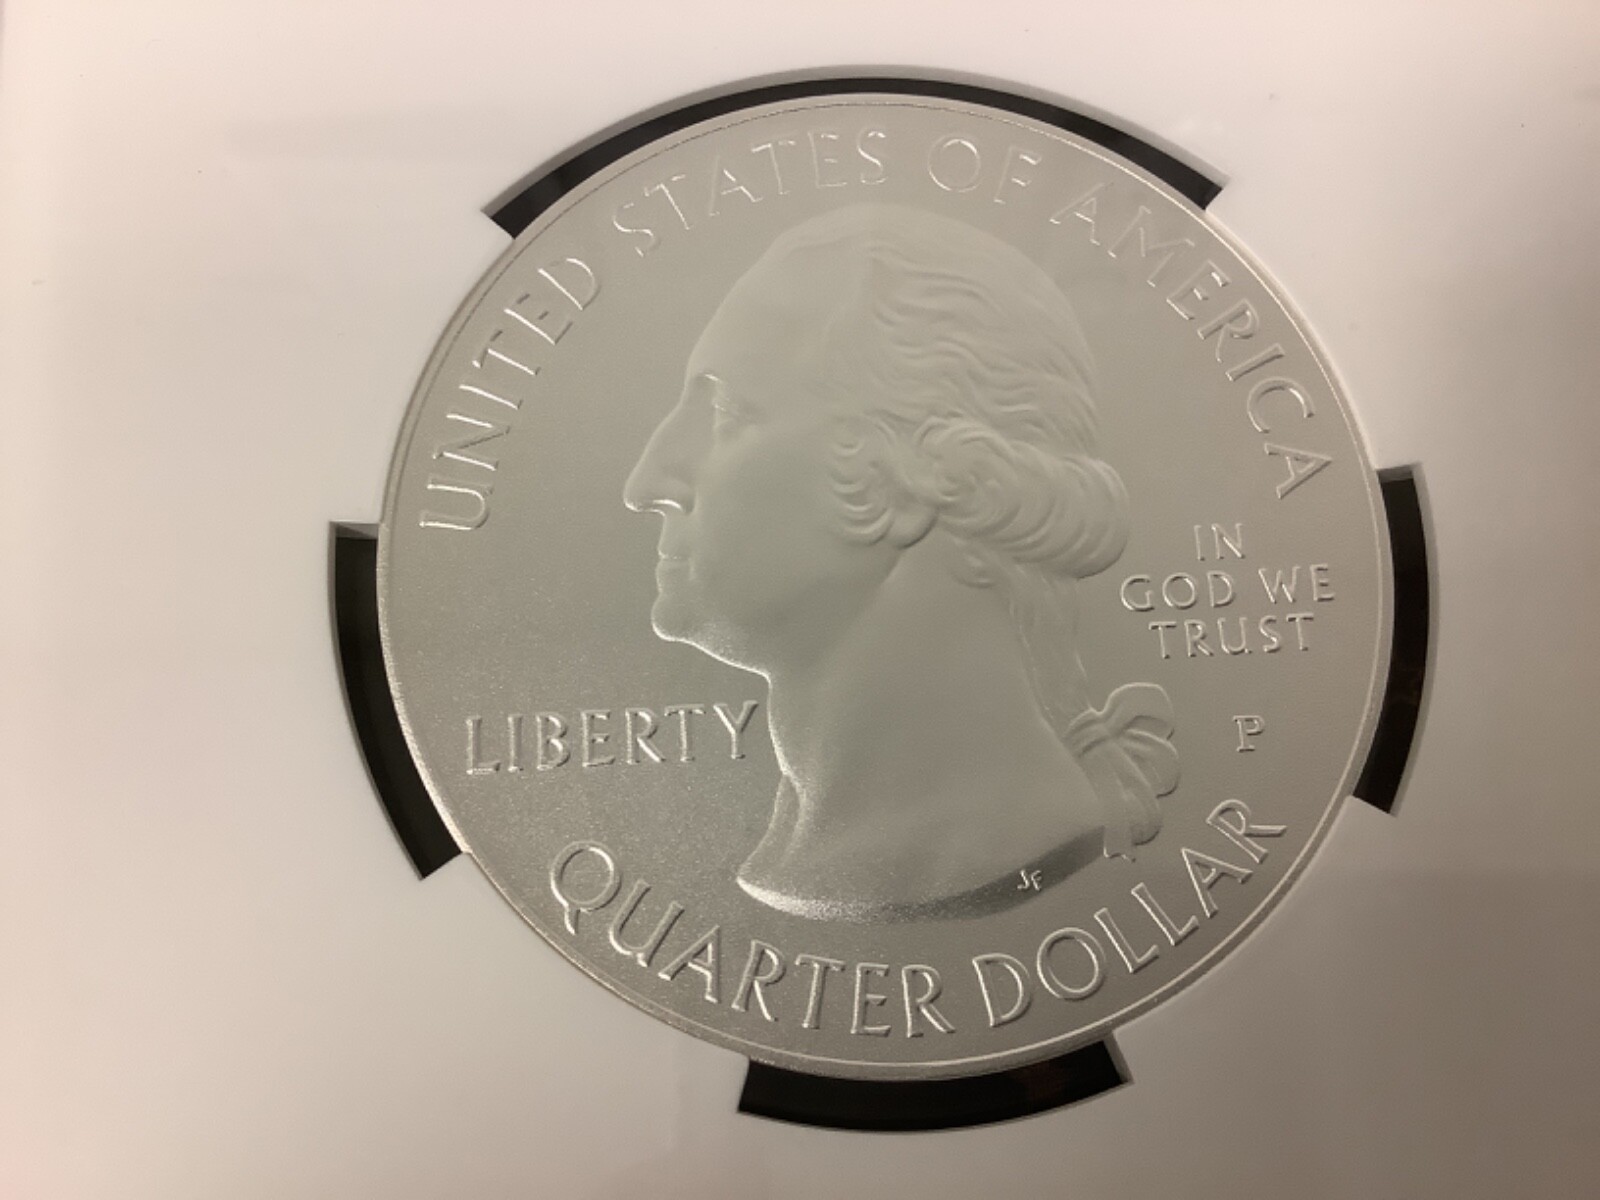 UNITED STATES OF AMERICA
IN
GOD WE
TRUST
LIBERTY
P
JF
QUARTER DOLLAR